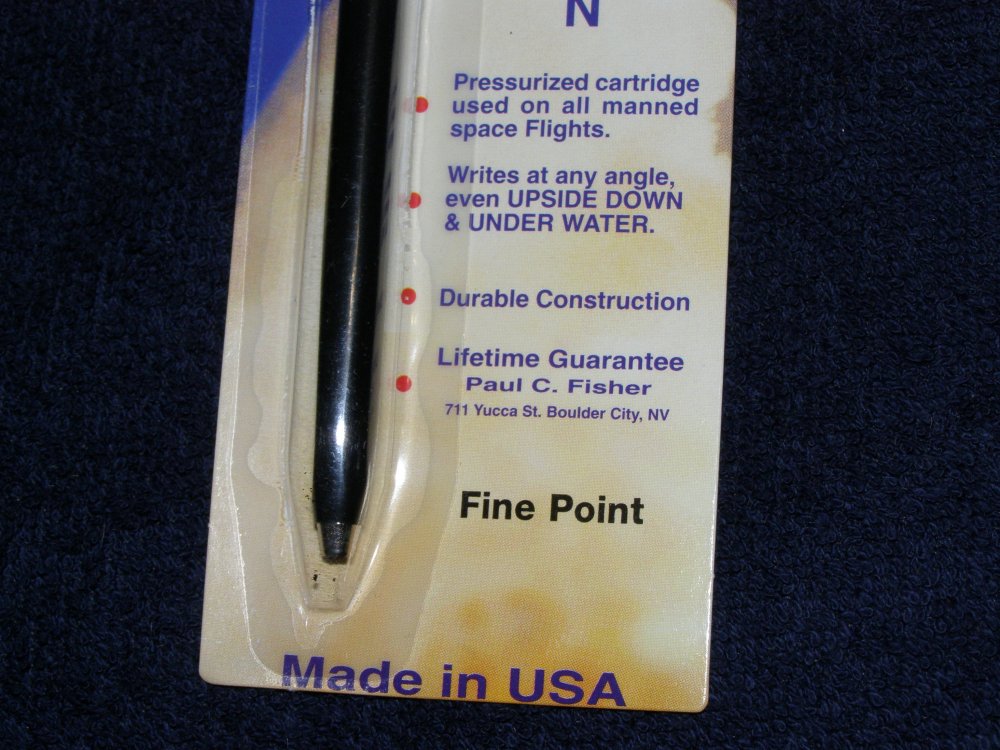 N
Pressurized cartridge
used on all manned
space Flights.
Writes at any angle,
even UPSIDE DOWN
& UNDER WATER.
Durable Construction
Lifetime Guarantee
Paul C. Fisher
711 Yucca St. Boulder City, NV
Fine Point
Made in USA